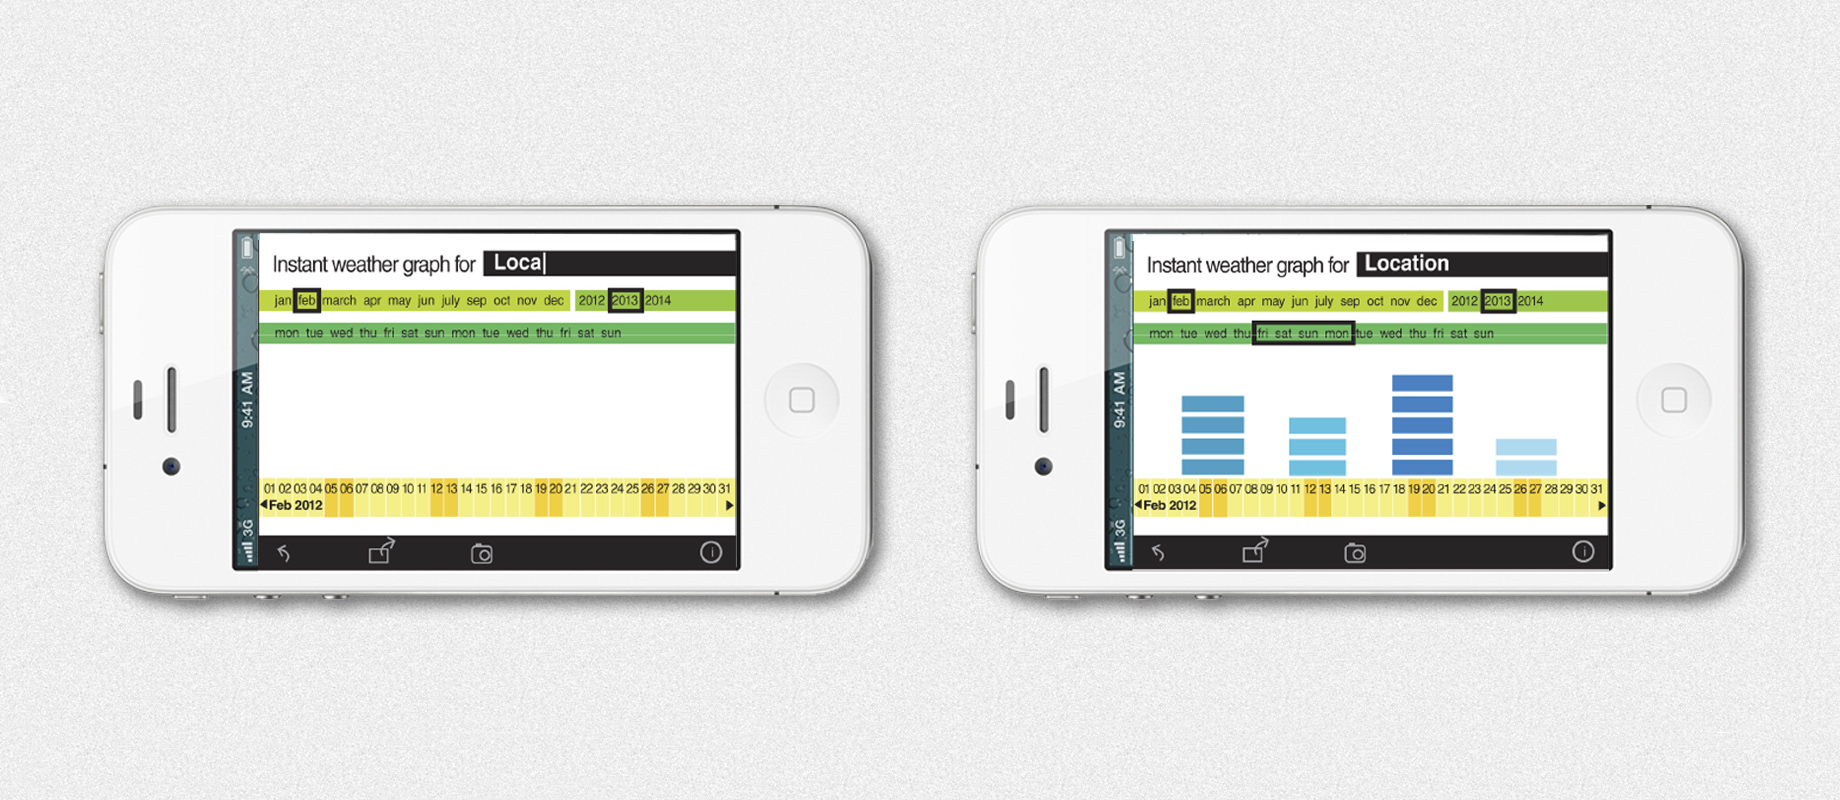 Instant weather graph for Loca|
jan feb march apr may jun july sep oct nov dec 2012 2013 2014
mon tue wed thu fri sat sun mon tue wed thu fri sat sun
01 02 03 04 05 06 07 08 09 10 11 12 13 14 15 16 17 18 19 20 21 22 23 24 25 26 27 28 29 30 31
Feb 2012
3G 9:41 AM
Instant weather graph for Location
jan feb march apr may jun july sep oct nov dec 2012 2013 2014
mon tue wed thu fri sat sun mon tue wed thu fri sat sun
01 02 03 04 05 06 07 08 09 10 11 12 13 14 15 16 17 18 19 20 21 22 23 24 25 26 27 28 29 30 31
Feb 2012
3G 9:41 AM